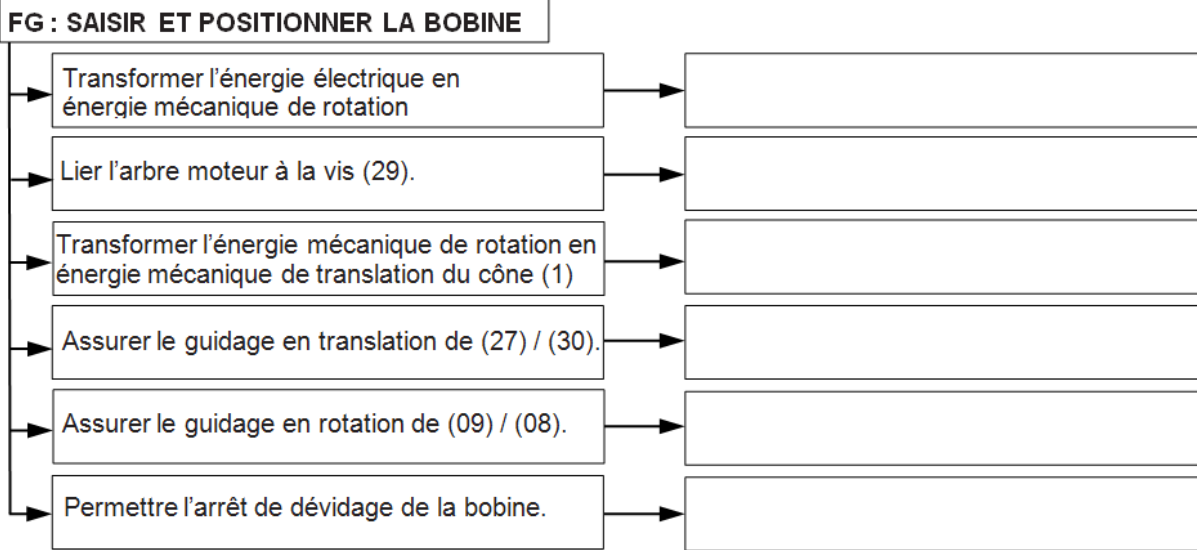 FG : SAISIR ET POSITIONNER LA BOBINE
Transformer l’énergie électrique en
énergie mécanique de rotation
Lier l’arbre moteur à la vis (29).
Transformer l’énergie mécanique de rotation en
énergie mécanique de translation du cône (1)
Assurer le guidage en translation de (27) / (30).
Assurer le guidage en rotation de (09) / (08).
Permettre l’arrêt de dévidage de la bobine.